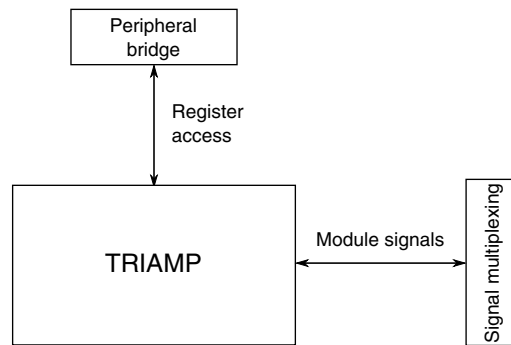 Peripheral
bridge
Register
access
TRIAMP
Module signals
Signal multiplexing